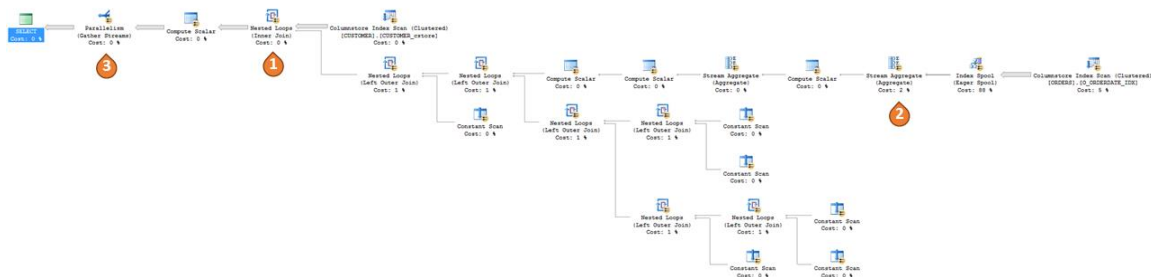 SELECT
Cost: 0 %
Parallelism
(Gather Streams)
Cost: 0 %
Compute Scalar
Cost: 0 %
Nested Loops
(Inner Join)
Cost: 0 %
Columnstore Index Scan (Clustered)
[CUSTOMER].[CUSTOMER_cstore]
Cost: 0 %
3
1
Nested Loops
(Left Outer Join)
Cost: 1 %
Nested Loops
(Left Outer Join)
Cost: 1 %
Compute Scalar
Cost: 0 %
Compute Scalar
Cost: 0 %
Stream Aggregate
(Aggregate)
Cost: 0 %
Compute Scalar
Cost: 0 %
Stream Aggregate
(Aggregate)
Cost: 2 %
Index Spool
(Eager Spool)
Cost: 88 %
Columnstore Index Scan (Clustered)
[ORDERS].[O_ORDERDATE_IDX]
Cost: 5 %
2
Constant Scan
Cost: 0 %
Nested Loops
(Left Outer Join)
Cost: 1 %
Nested Loops
(Left Outer Join)
Cost: 1 %
Constant Scan
Cost: 0 %
Constant Scan
Cost: 0 %
Nested Loops
(Left Outer Join)
Cost: 1 %
Nested Loops
(Left Outer Join)
Cost: 1 %
Constant Scan
Cost: 0 %
Constant Scan
Cost: 0 %
Constant Scan
Cost: 0 %